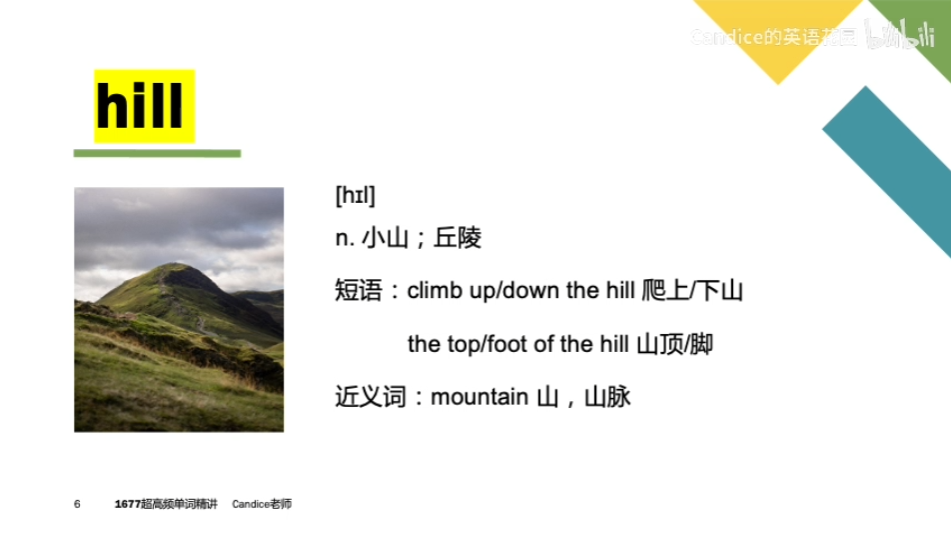 Candice的英语花园 bilibili
hill
[hɪl]
n. 小山；丘陵
短语：climb up/down the hill 爬上/下山
the top/foot of the hill 山顶/脚
近义词：mountain 山，山脉
6 1677超高频单词精讲 Candice老师